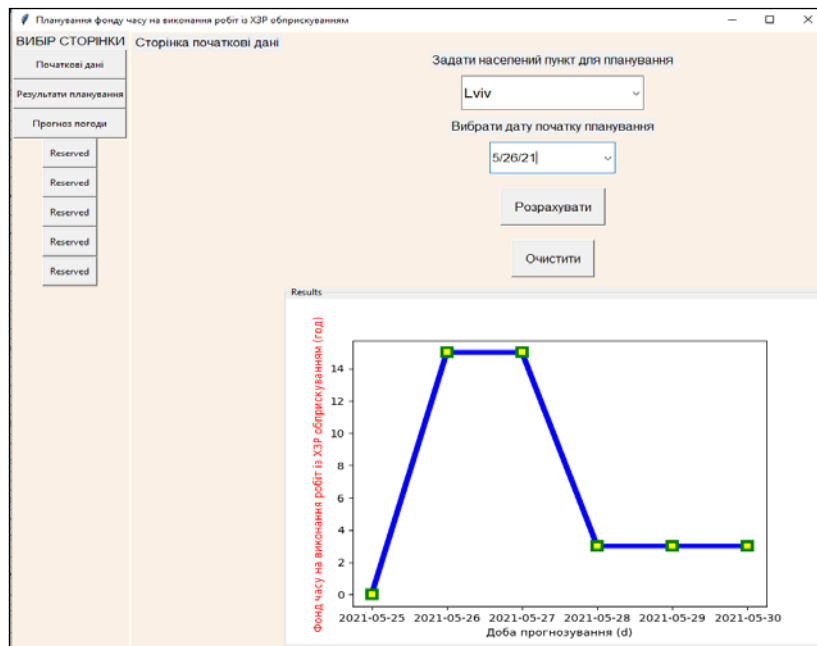 Планування фонду часу на виконання робіт із ХЗР обприскуванням
ВИБІР СТОРІНКИ
Початкові дані
Результати планування
Прогноз погоди
Reserved
Reserved
Reserved
Reserved
Reserved
Сторінка початкові дані
Задати населений пункт для планування
Lviv
Вибрати дату початку планування
5/26/21
Розрахувати
Очистити
Results
Фонд часу на виконання робіт із ХЗР обприскуванням (год)
14
12
10
8
6
4
2
0
2021-05-25 2021-05-26 2021-05-27 2021-05-28 2021-05-29 2021-05-30
Доба прогнозування (d)